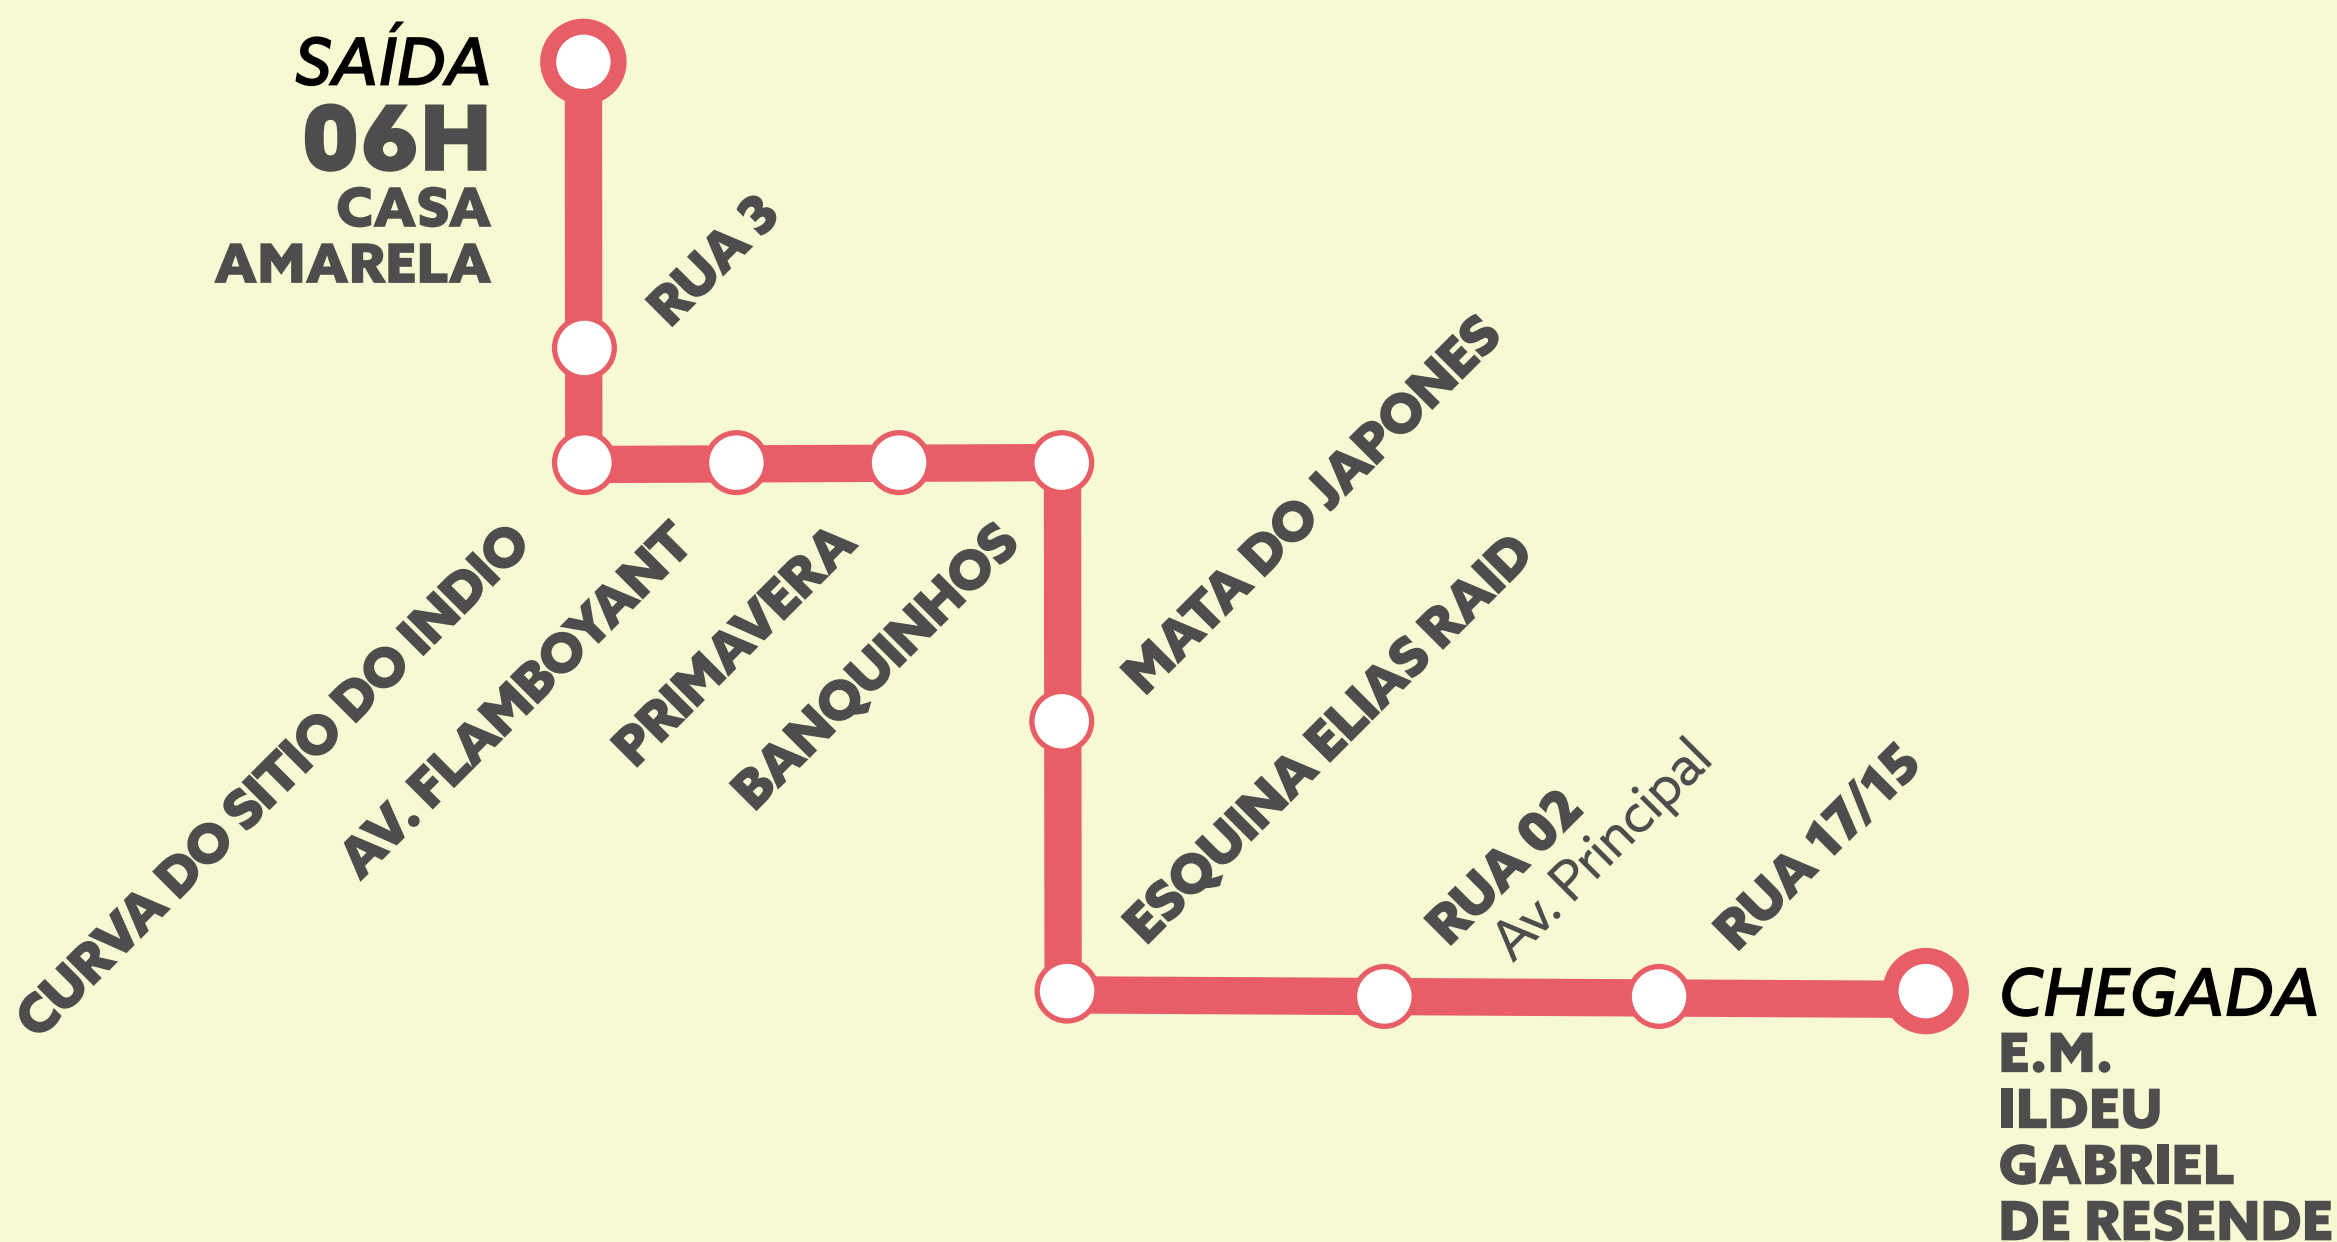 SAÍDA
06H
CASA
AMARELA
RUA 3
CURVA DO SITIO DO INDIO
AV. FLAMBOYANT
PRIMAVERA
BANQUINHOS
MATA DO JAPONES
ESQUINA ELIAS RAID
RUA 02
Av. Principal
RUA 17/15
CHEGADA
E.M.
ILDEU
GABRIEL
DE RESENDE